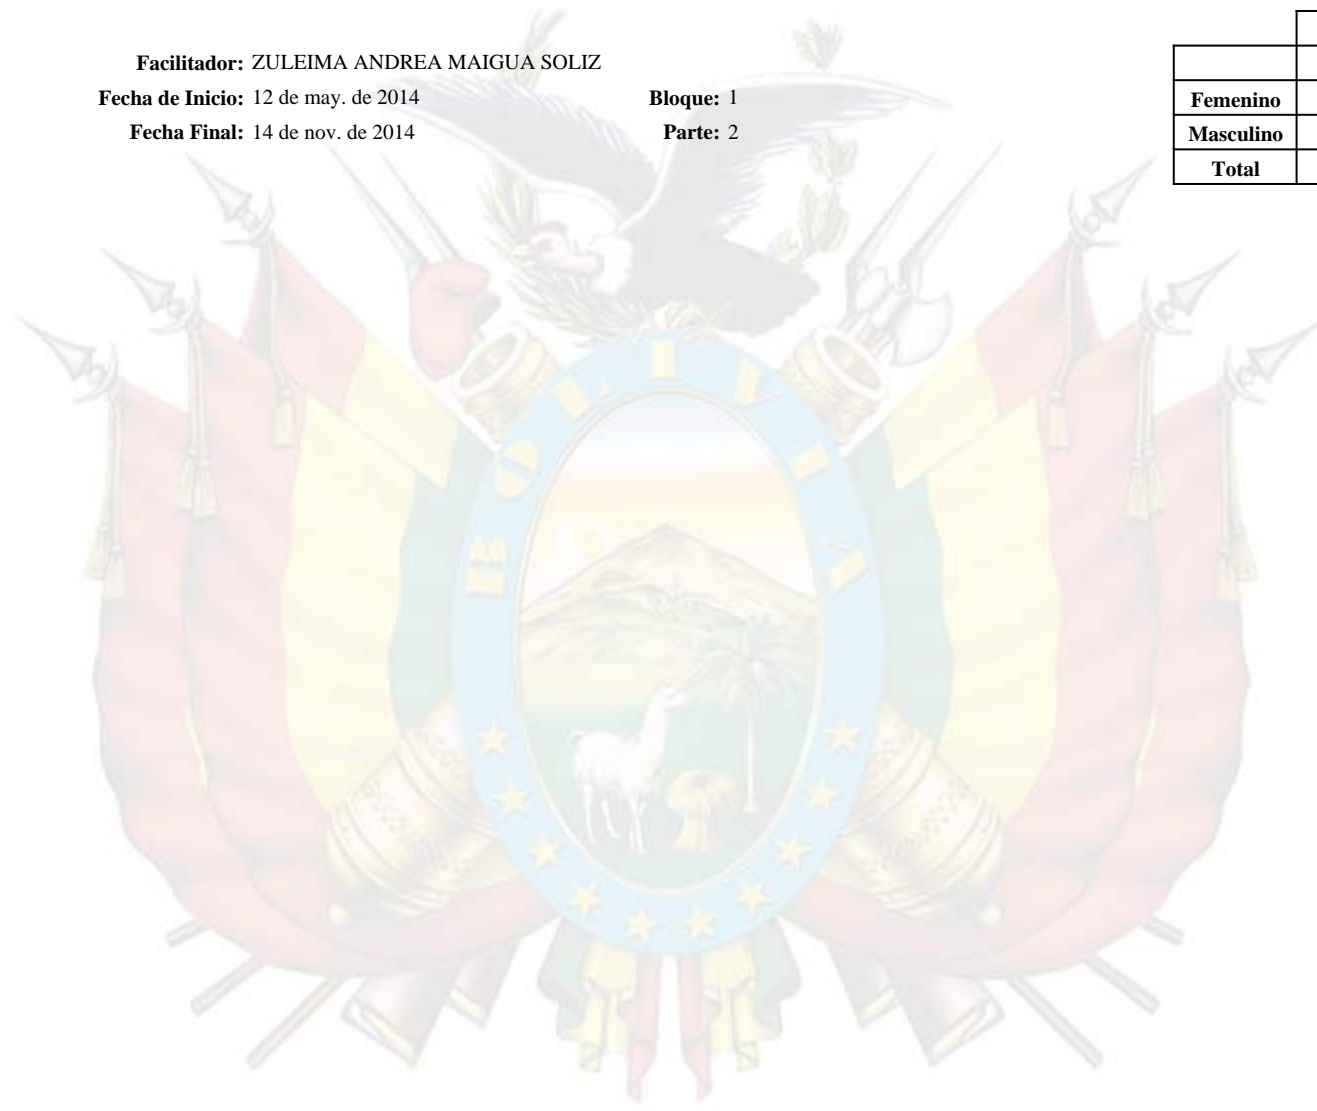 Facilitador: ZULEIMA ANDREA MAIGUA SOLIZ
Fecha de Inicio: 12 de may. de 2014 Bloque: 1
Fecha Final: 14 de nov. de 2014 Parte: 2
Femenino
Masculino
Total
BOLIVIA